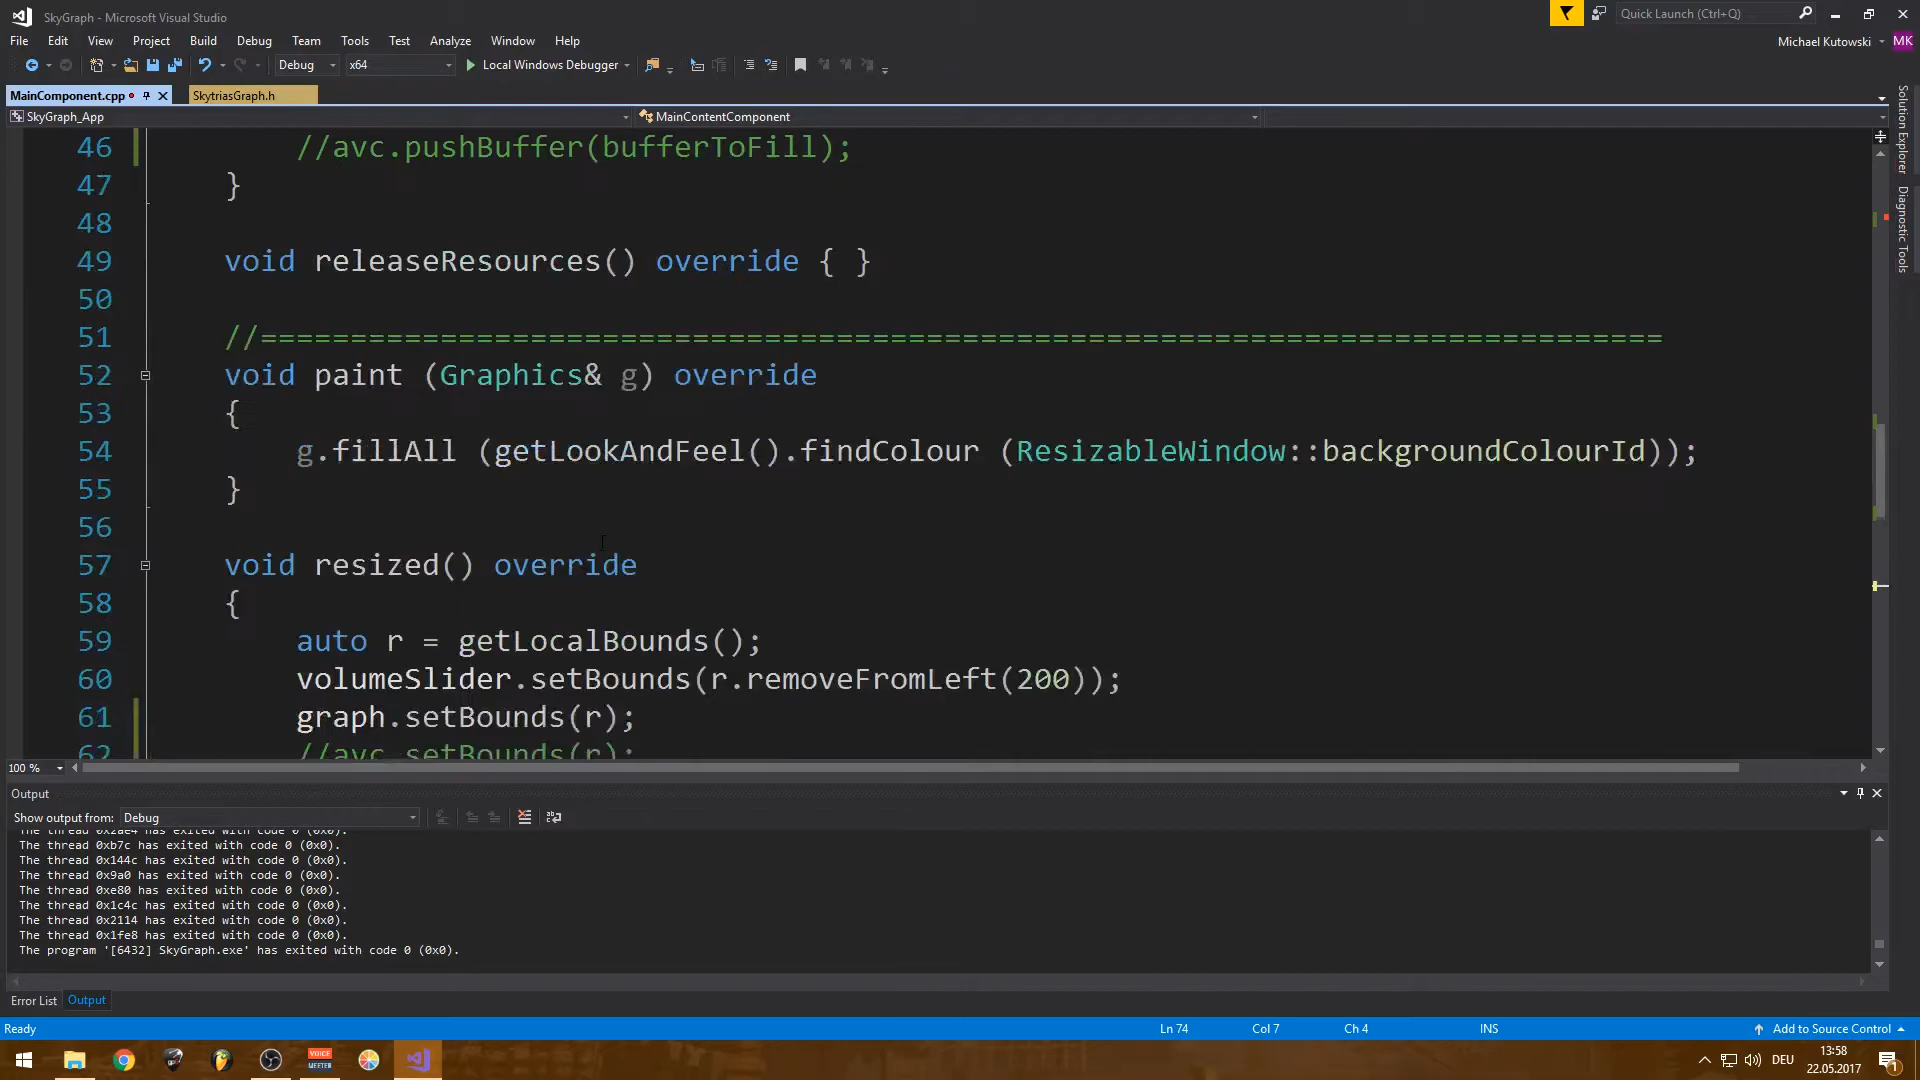 SkyGraph - Microsoft Visual Studio
Quick Launch (Ctrl+Q)
File Edit View Project Build Debug Team Tools Test Analyze Window Help
Michael Kutowski MK
Debug x64 Local Windows Debugger
MainComponent.cpp SkytriasGraph.h
SkyGraph_App MainContentComponent
Solution Explorer
Diagnostic Tools
46 //avc.pushBuffer(bufferToFill);
47 }
48
49 void releaseResources() override { }
50
51 //==============================================================================
52 void paint (Graphics& g) override
53 {
54 g.fillAll (getLookAndFeel().findColour (ResizableWindow::backgroundColourId));
55 }
56
57 void resized() override
58 {
59 auto r = getLocalBounds();
60 volumeSlider.setBounds(r.removeFromLeft(200));
61 graph.setBounds(r);
62 //avc.setBounds(r);
100 %
Output
Show output from: Debug
The thread 0x2ae4 has exited with code 0 (0x0).
The thread 0xb7c has exited with code 0 (0x0).
The thread 0x144c has exited with code 0 (0x0).
The thread 0x9a0 has exited with code 0 (0x0).
The thread 0xe80 has exited with code 0 (0x0).
The thread 0x1c4c has exited with code 0 (0x0).
The thread 0x2114 has exited with code 0 (0x0).
The thread 0x1fe8 has exited with code 0 (0x0).
The program '[6432] SkyGraph.exe' has exited with code 0 (0x0).
Error List Output
Ready Ln 74 Col 7 Ch 4 INS Add to Source Control
VOICE
MEETER
DEU
13:58
22.05.2017
1